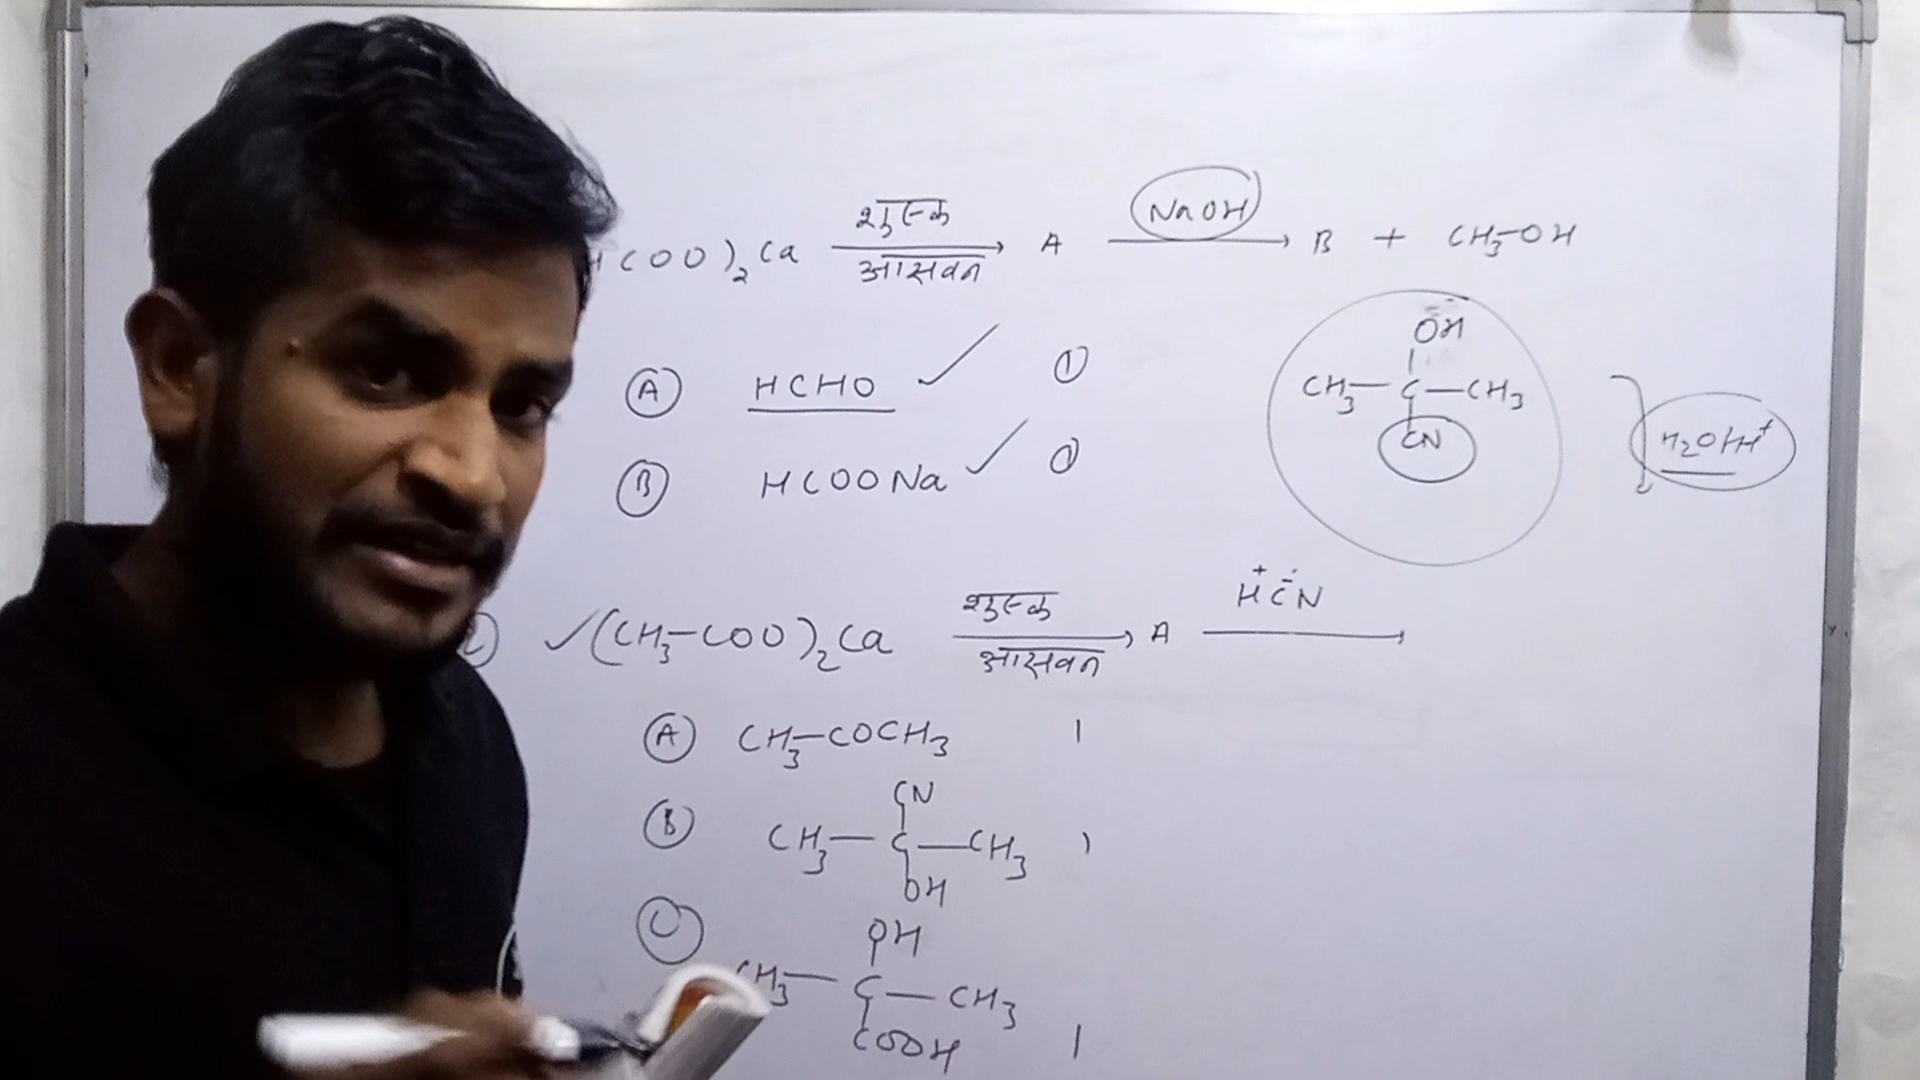 HCOO)₂Ca शुष्क आसवन A NaOH B + CH₃-OH
OH
CH₃-C-CH₃
CN
H₂O/H⁺
Ⓐ HCHO ✓ ①
Ⓑ HCOONa ✓ ①
✓(CH₃-COO)₂Ca शुष्क आसवन A H⁺C⁻N
Ⓐ CH₃-COCH₃ 1
CN
Ⓑ CH₃-C-CH₃ 1
OH
Ⓒ
OH
CH₃-C-CH₃
COOH 1